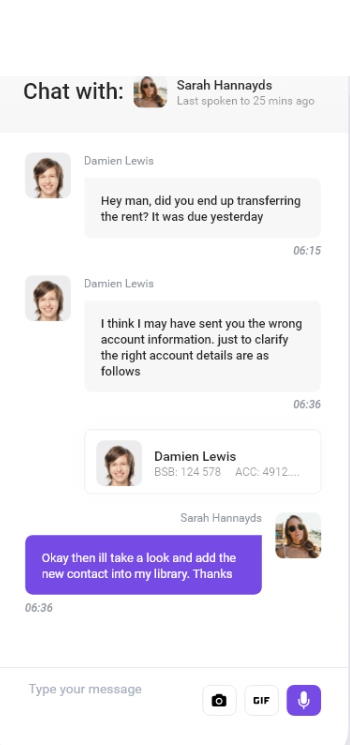 Chat with:
Sarah Hannayds
Last spoken to 25 mins ago
Damien Lewis
Hey man, did you end up transferring
the rent? It was due yesterday
06:15
Damien Lewis
I think I may have sent you the wrong
account information. just to clarify
the right account details are as
follows
06:36
Damien Lewis
BSB: 124 578 ACC: 4912....
Sarah Hannayds
Okay then ill take a look and add the
new contact into my library. Thanks
06:36
Type your message
GIF